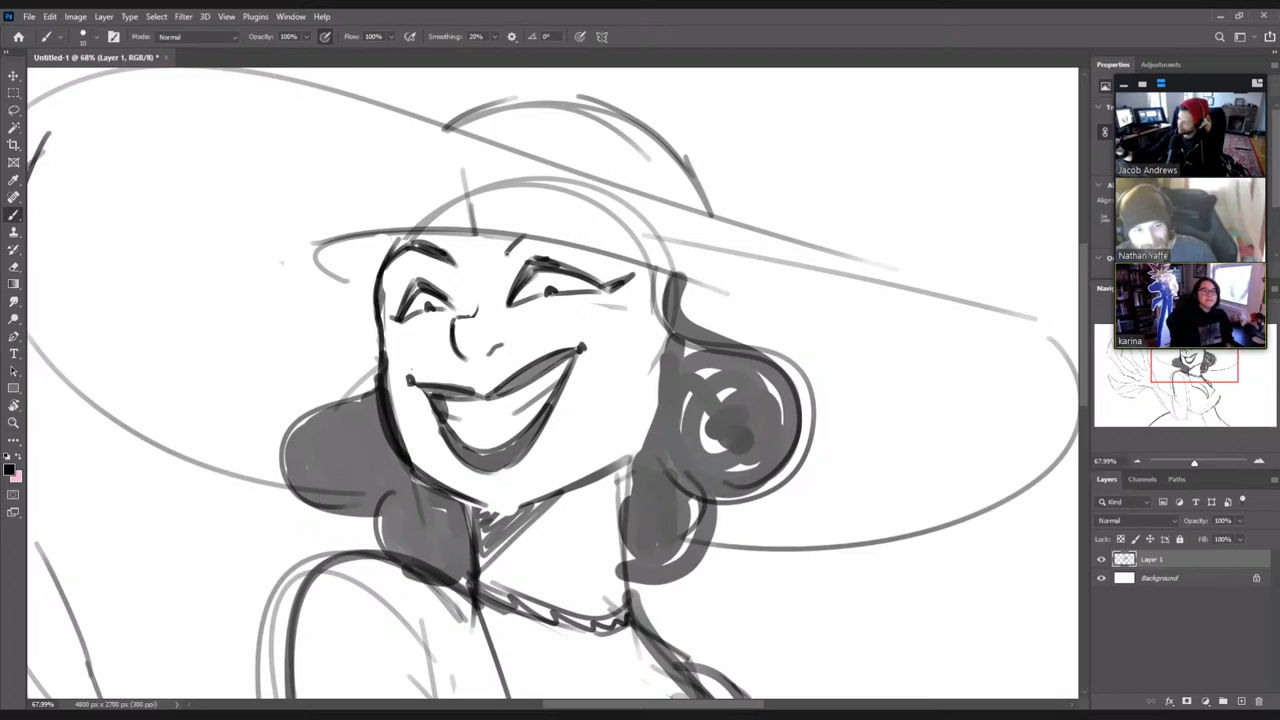 Ps File Edit Image Layer Type Select Filter 3D View Plugins Window Help
10 Mode: Normal Opacity: 100% Flow: 100% Smoothing: 20% 0°
Untitled-1 @ 68% (Layer 1, RGB/8) * ×
Properties Adjustments
Jacob Andrews
Nathan Yaffe
karina
67.99%
Layers Channels Paths
Kind
Normal Opacity: 100%
Lock: Fill: 100%
Layer 1
Background
67.99% 4800 px x 2700 px (300 ppi)
fx